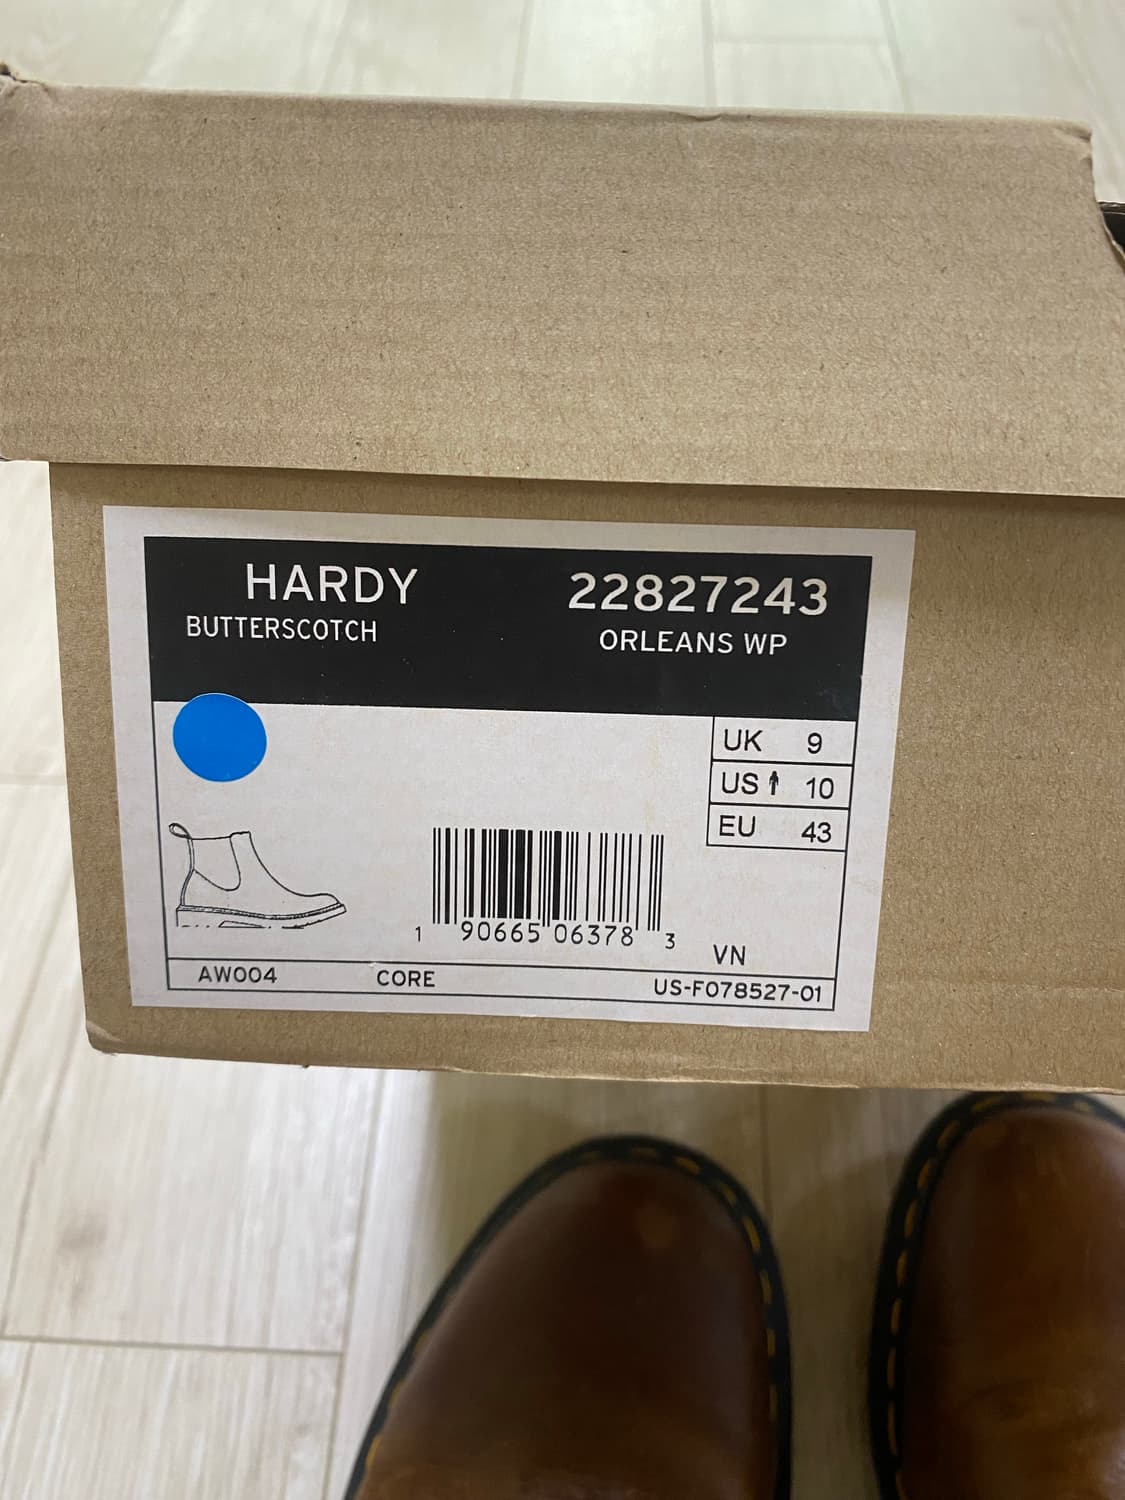 HARDY
BUTTERSCOTCH
22827243
ORLEANS WP
UK 9
US 10
EU 43
1 90665 06378 3
VN
AW004 CORE US-F078527-01